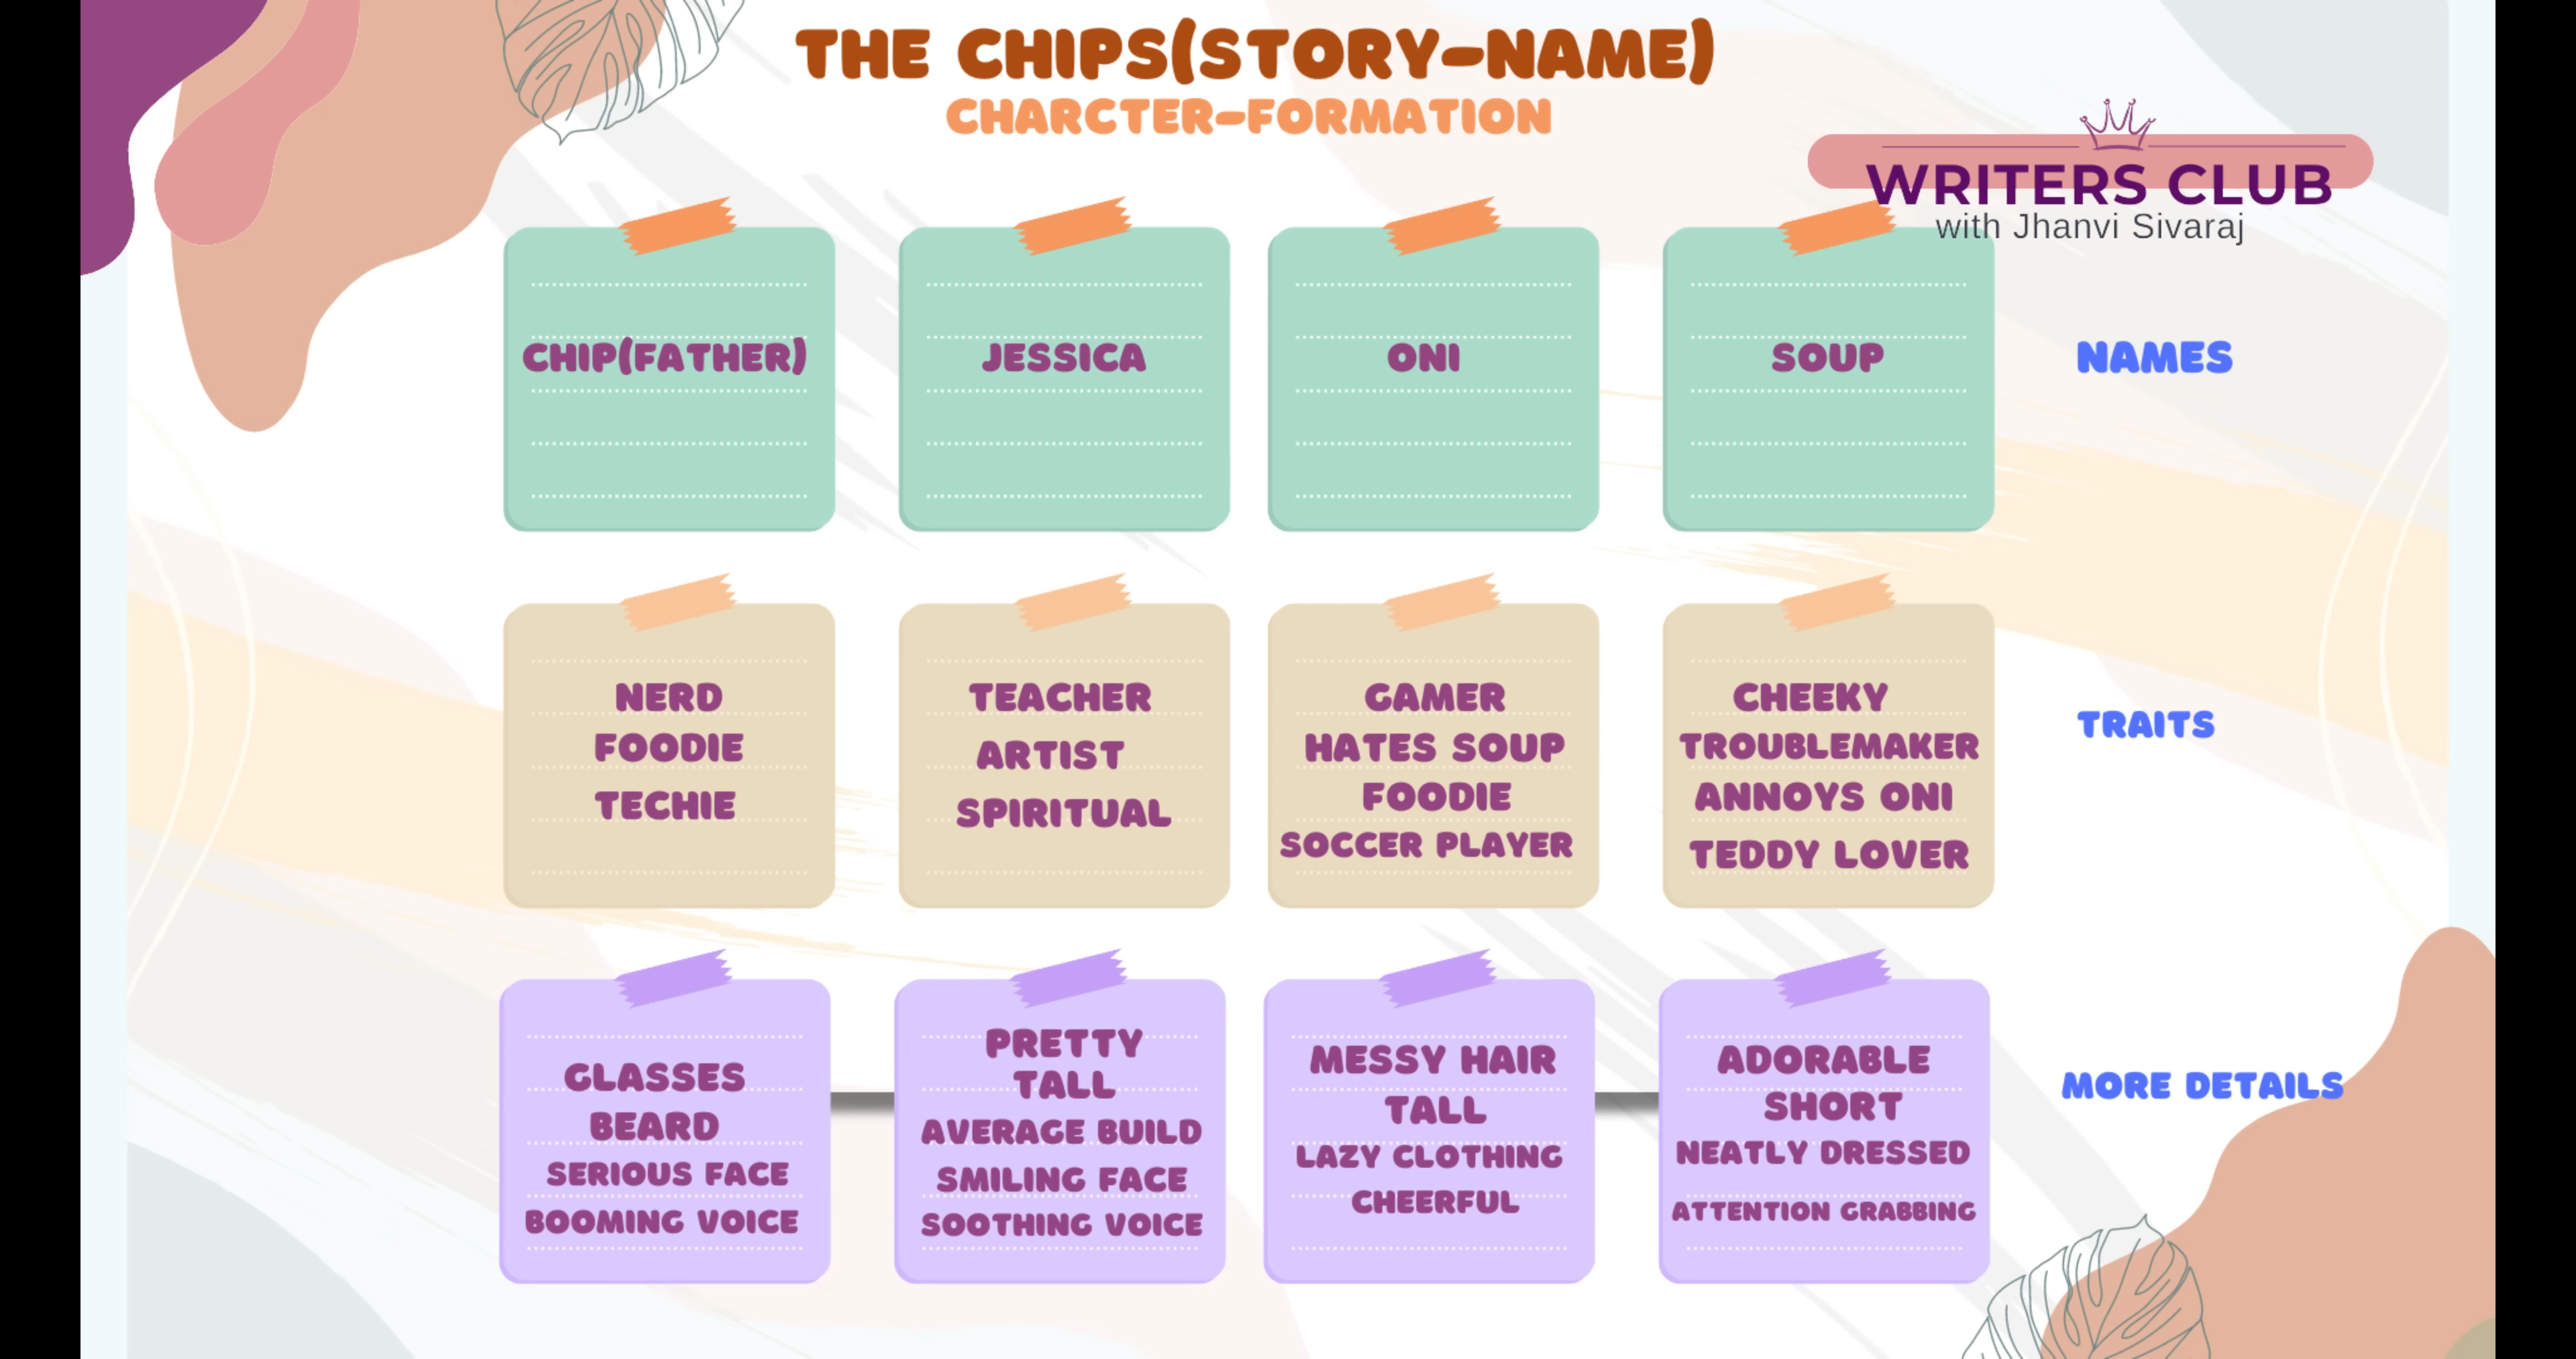 THE CHIPS(STORY-NAME)
CHARCTER-FORMATION
WRITERS CLUB
with Jhanvi Sivaraj
CHIP(FATHER)
JESSICA
ONI
SOUP
NAMES
NERD
FOODIE
TECHIE
TEACHER
ARTIST
SPIRITUAL
GAMER
HATES SOUP
FOODIE
SOCCER PLAYER
CHEEKY
TROUBLEMAKER
ANNOYS ONI
TEDDY LOVER
TRAITS
GLASSES
BEARD
SERIOUS FACE
BOOMING VOICE
PRETTY
TALL
AVERAGE BUILD
SMILING FACE
SOOTHING VOICE
MESSY HAIR
TALL
LAZY CLOTHING
CHEERFUL
ADORABLE
SHORT
NEATLY DRESSED
ATTENTION GRABBING
MORE DETAILS